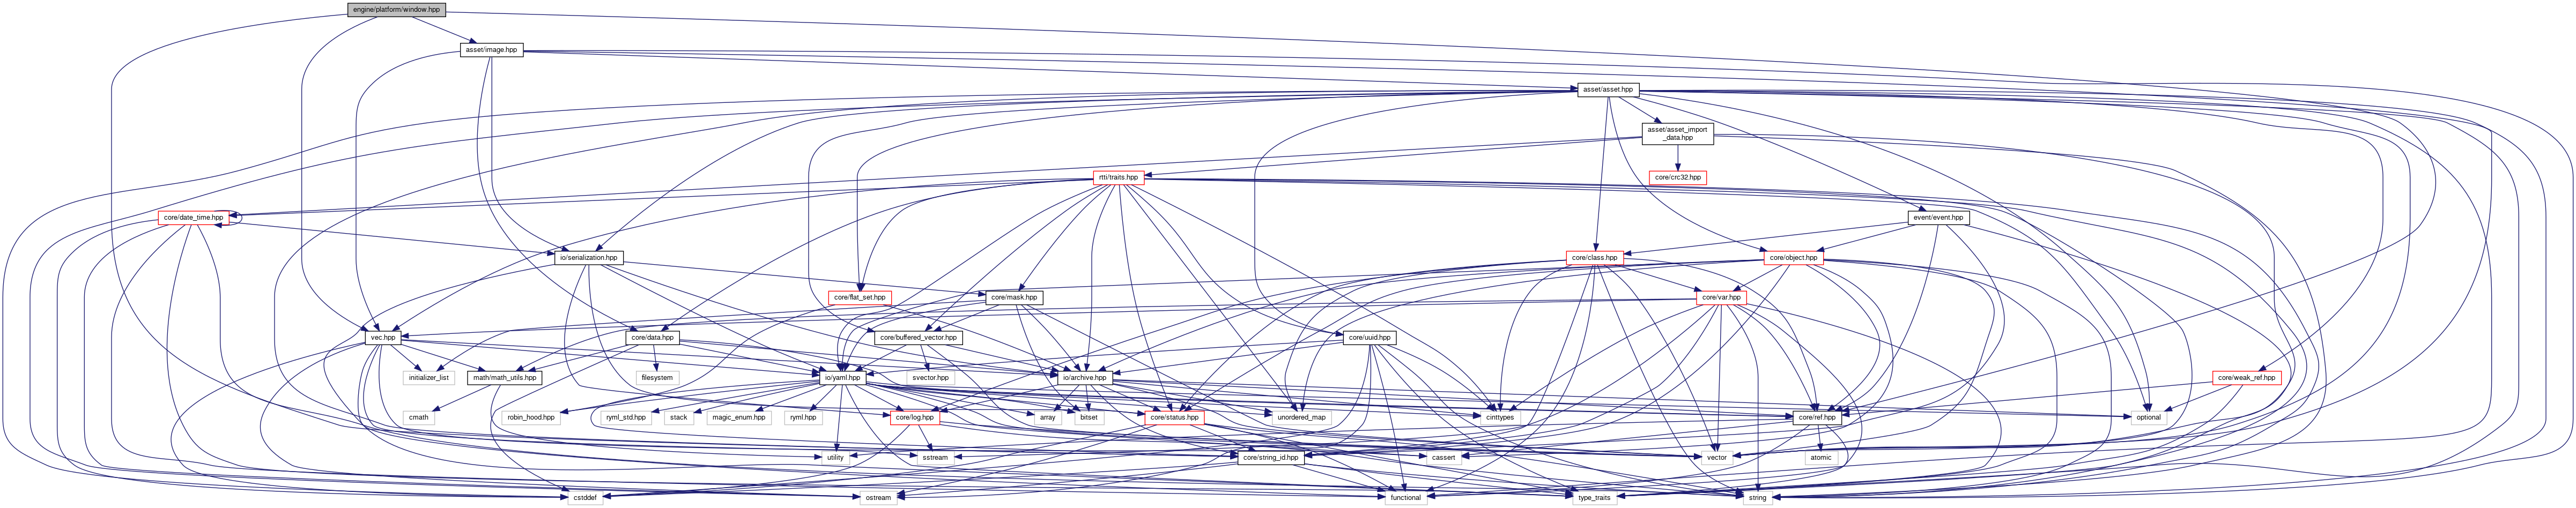 engine/platform/window.hpp
asset/image.hpp
asset/asset.hpp
asset/asset_import
_data.hpp
rtti/traits.hpp
core/crc32.hpp
core/date_time.hpp
event/event.hpp
io/serialization.hpp
core/class.hpp
core/object.hpp
core/flat_set.hpp
core/mask.hpp
core/var.hpp
vec.hpp
core/data.hpp
core/buffered_vector.hpp
core/uuid.hpp
initializer_list
math/math_utils.hpp
filesystem
io/yaml.hpp
svector.hpp
io/archive.hpp
core/weak_ref.hpp
cmath
robin_hood.hpp
ryml_std.hpp
stack
magic_enum.hpp
ryml.hpp
core/log.hpp
array
bitset
core/status.hpp
unordered_map
cinttypes
core/ref.hpp
optional
utility
sstream
core/string_id.hpp
cassert
vector
atomic
cstddef
ostream
functional
type_traits
string